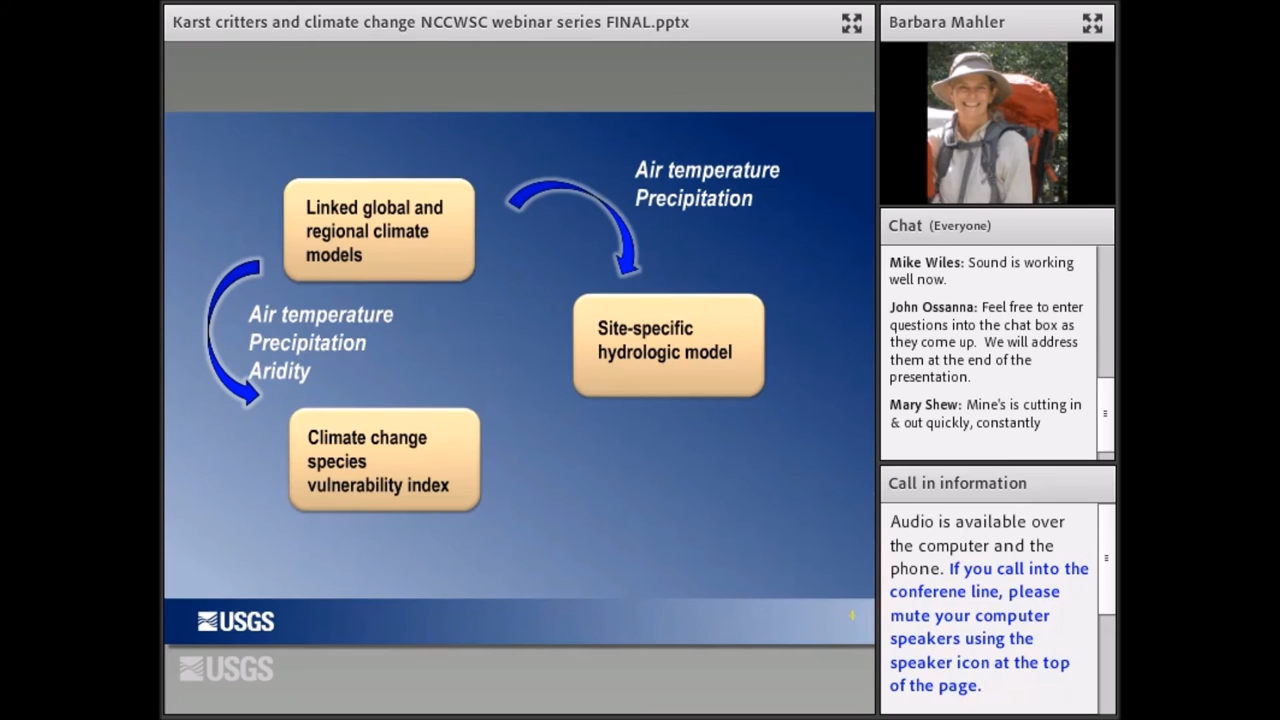 Karst critters and climate change NCCWSC webinar series FINAL.pptx
Linked global and
regional climate
models
Air temperature
Precipitation
Air temperature
Precipitation
Aridity
Site-specific
hydrologic model
Climate change
species
vulnerability index
USGS
4
USGS
Barbara Mahler
Chat (Everyone)
Mike Wiles: Sound is working
well now.
John Ossanna: Feel free to enter
questions into the chat box as
they come up. We will address
them at the end of the
presentation.
Mary Shew: Mine's is cutting in
& out quickly, constantly
Call in information
Audio is available over
the computer and the
phone. If you call into the
conferene line, please
mute your computer
speakers using the
speaker icon at the top
of the page.